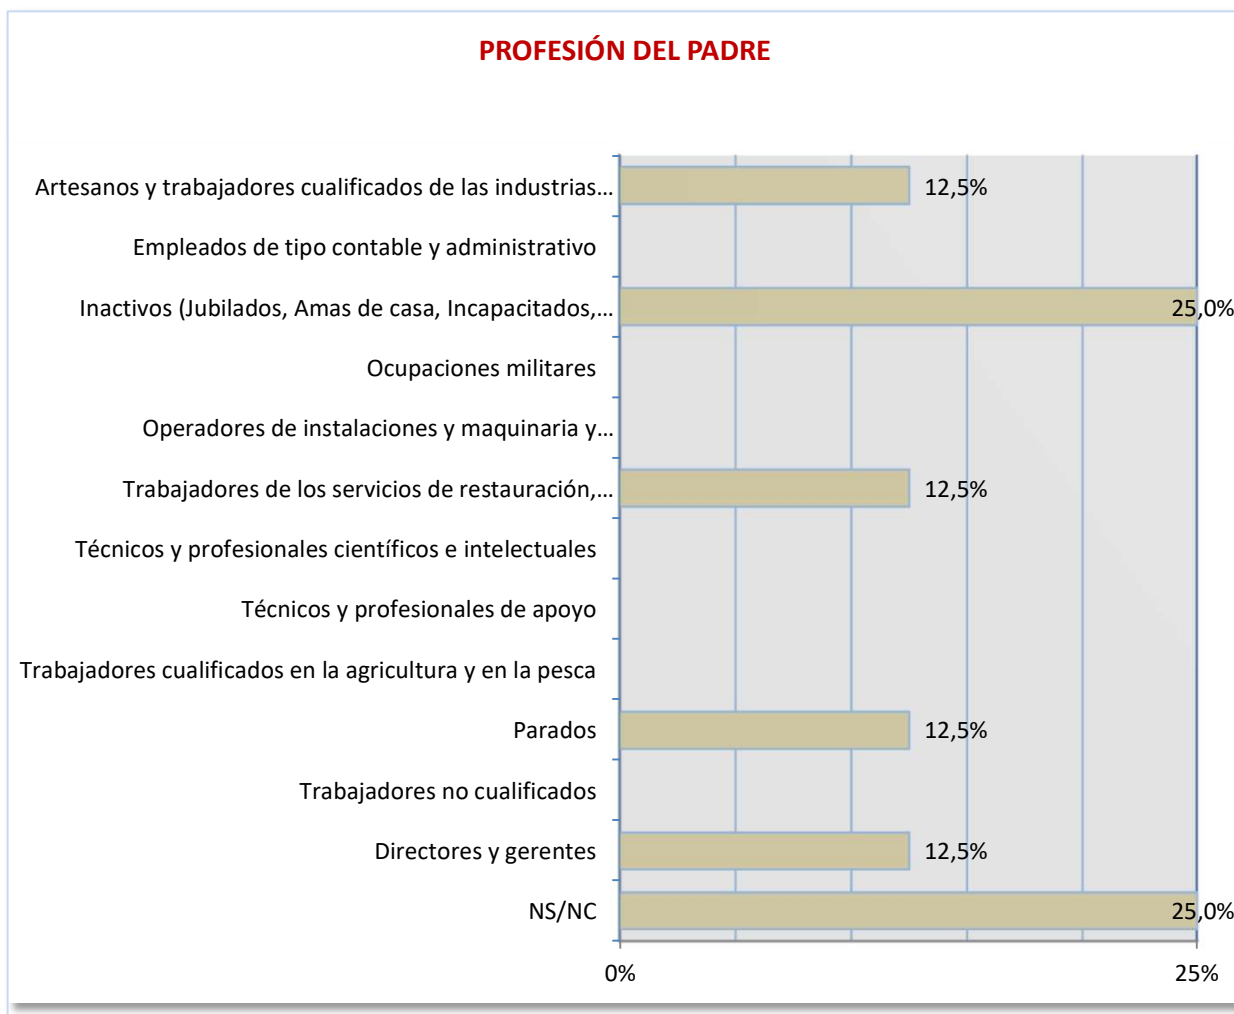 PROFESIÓN DEL PADRE
Artesanos y trabajadores cualificados de las industrias… 12,5%
Empleados de tipo contable y administrativo
Inactivos (Jubilados, Amas de casa, Incapacitados,… 25,0%
Ocupaciones militares
Operadores de instalaciones y maquinaria y…
Trabajadores de los servicios de restauración,… 12,5%
Técnicos y profesionales científicos e intelectuales
Técnicos y profesionales de apoyo
Trabajadores cualificados en la agricultura y en la pesca
Parados 12,5%
Trabajadores no cualificados
Directores y gerentes 12,5%
NS/NC 25,0%
0% 25%